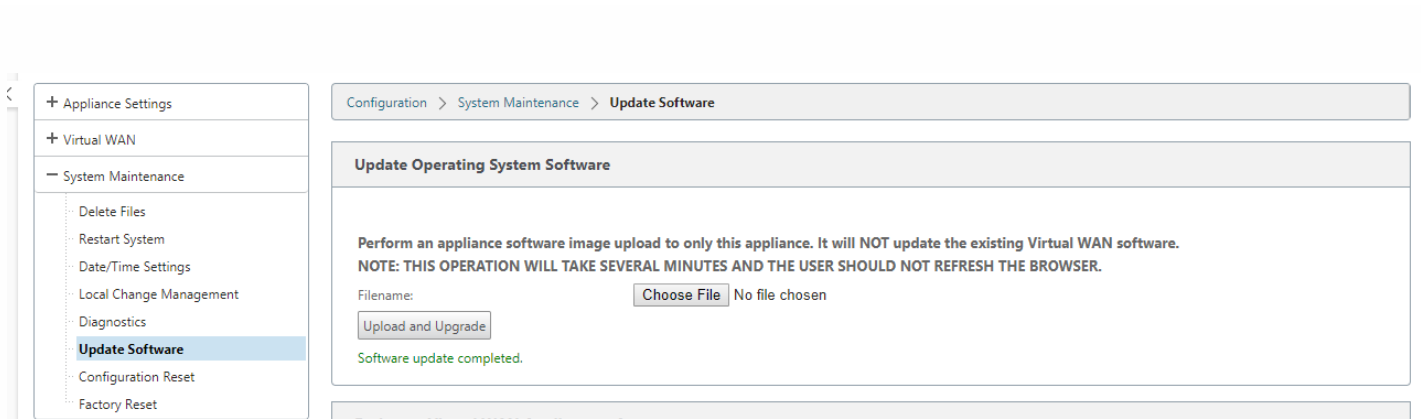 + Appliance Settings
+ Virtual WAN
− System Maintenance
Delete Files
Restart System
Date/Time Settings
Local Change Management
Diagnostics
Update Software
Configuration Reset
Factory Reset
Configuration > System Maintenance > Update Software
Update Operating System Software
Perform an appliance software image upload to only this appliance. It will NOT update the existing Virtual WAN software.
NOTE: THIS OPERATION WILL TAKE SEVERAL MINUTES AND THE USER SHOULD NOT REFRESH THE BROWSER.
Filename: Choose File No file chosen
Upload and Upgrade
Software update completed.